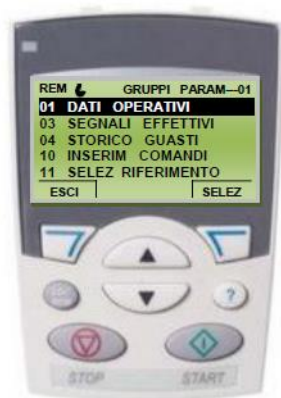 REM GRUPPI PARAM—01
01 DATI OPERATIVI
03 SEGNALI EFFETTIVI
04 STORICO GUASTI
10 INSERIM COMANDI
11 SELEZ RIFERIMENTO
ESCI SELEZ
?
STOP START